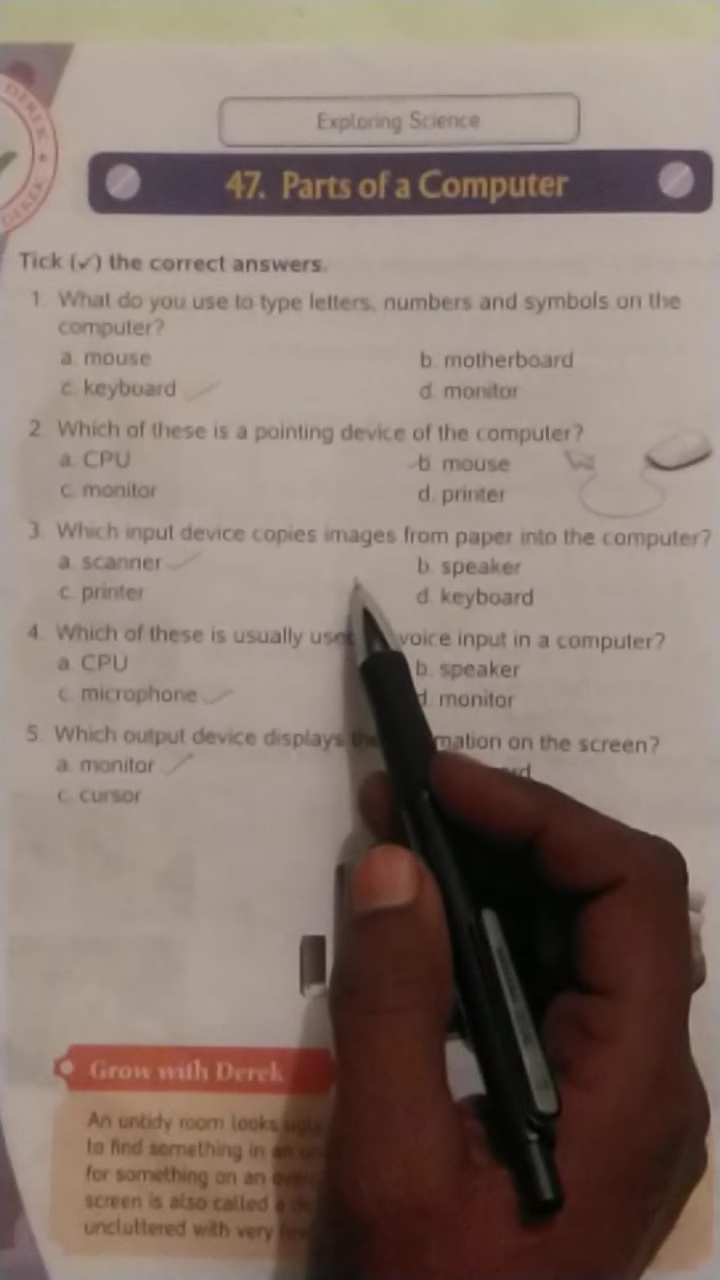 DEREK
DEREK
Exploring Science
47. Parts of a Computer
Tick (✓) the correct answers.
1. What do you use to type letters, numbers and symbols on the
computer?
a. mouse
b. motherboard
c. keyboard
d. monitor
2. Which of these is a pointing device of the computer?
a. CPU
b. mouse
c. monitor
d. printer
3. Which input device copies images from paper into the computer?
a. scanner
b. speaker
c. printer
d. keyboard
4. Which of these is usually voice input in a computer?
a. CPU
b. speaker
c. microphone
d. monitor
5. Which output device displays on the screen?
a. monitor
c. cursor
Grow with Derek
An untidy room looks
to find something in an
for something on an
screen is also called a
uncluttered with very